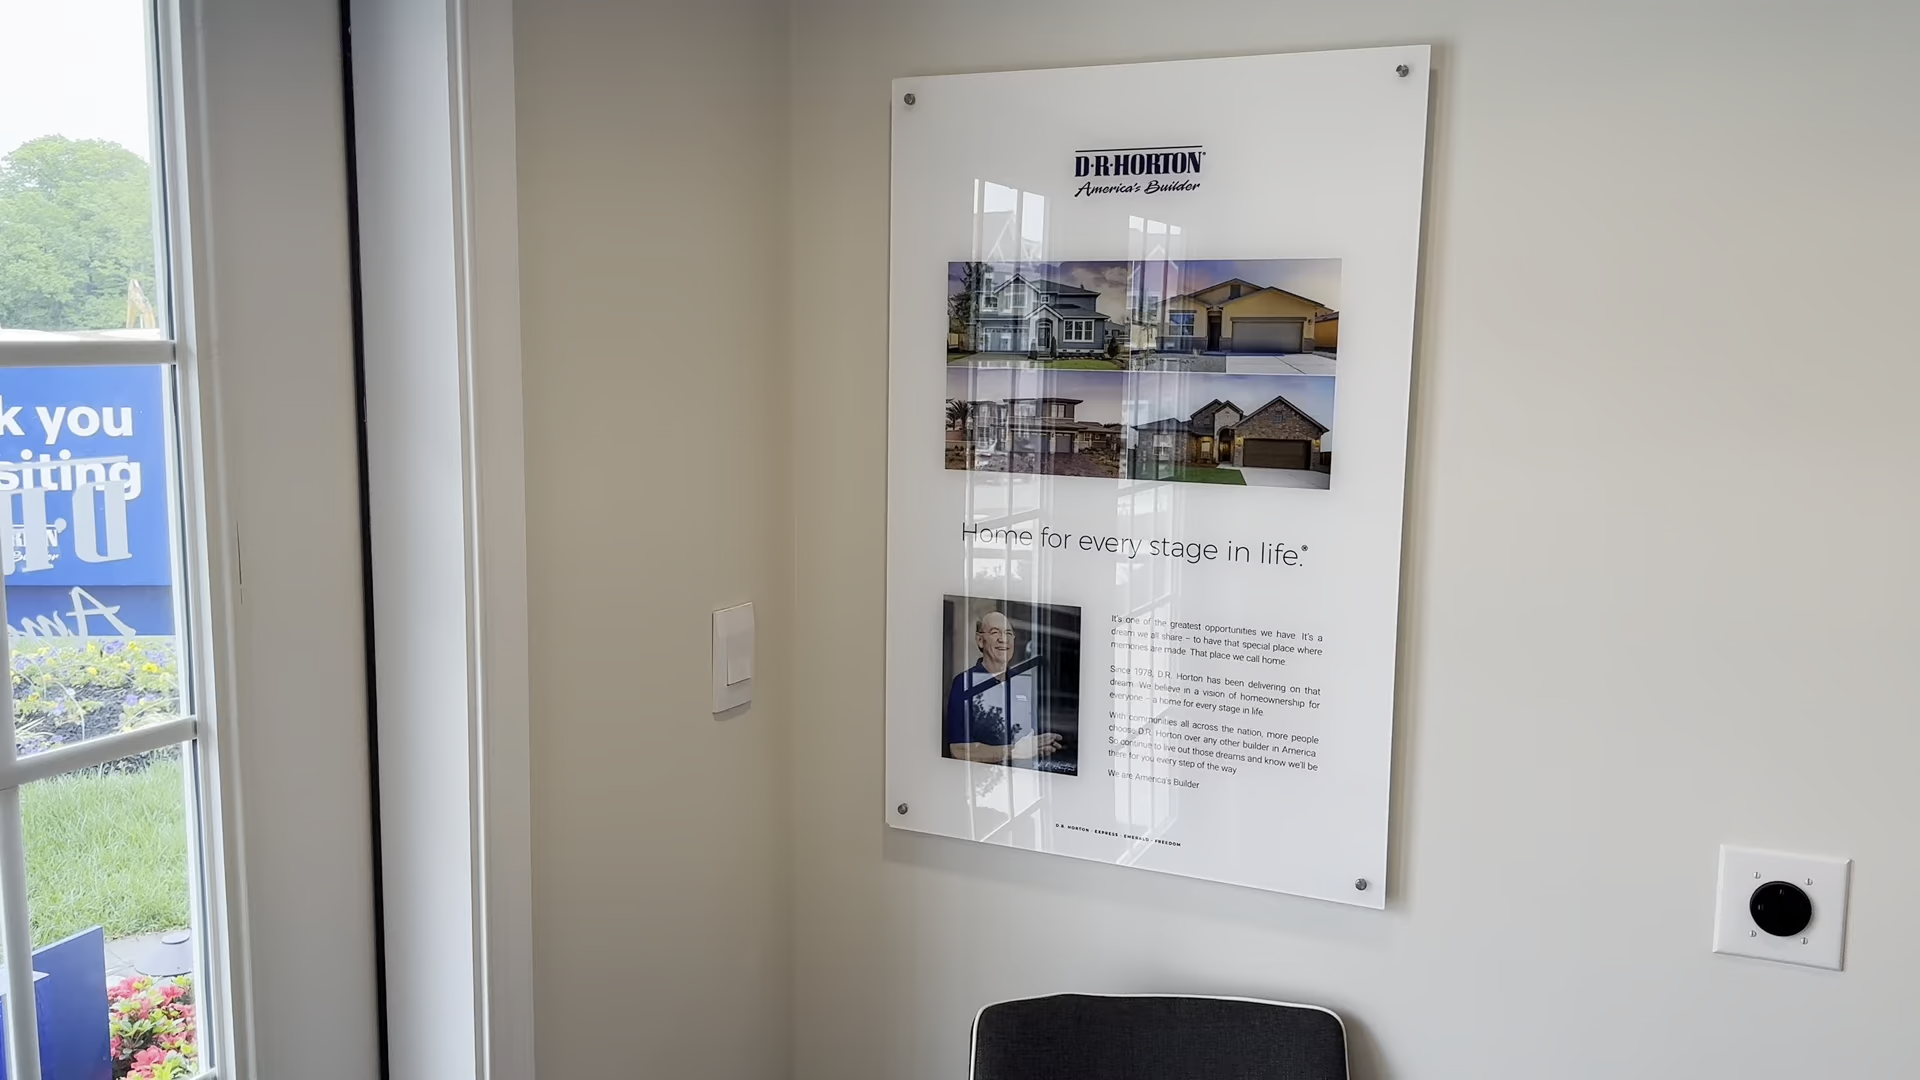 D·R·HORTON®
America's Builder
Home for every stage in life.®
It's one of the greatest opportunities we have. It's a
dream we all share – to have that special place where
memories are made. That place we call home.
Since 1978, D.R. Horton has been delivering on that
dream. We believe in a vision of homeownership for
everyone – a home for every stage in life.
With communities all across the nation, more people
choose D.R. Horton over any other builder in America.
So continue to live out those dreams and know we'll be
there for you every step of the way.
We are America's Builder
D.R. HORTON · EXPRESS · EMERALD · FREEDOM
k you
siting
D·R
Am